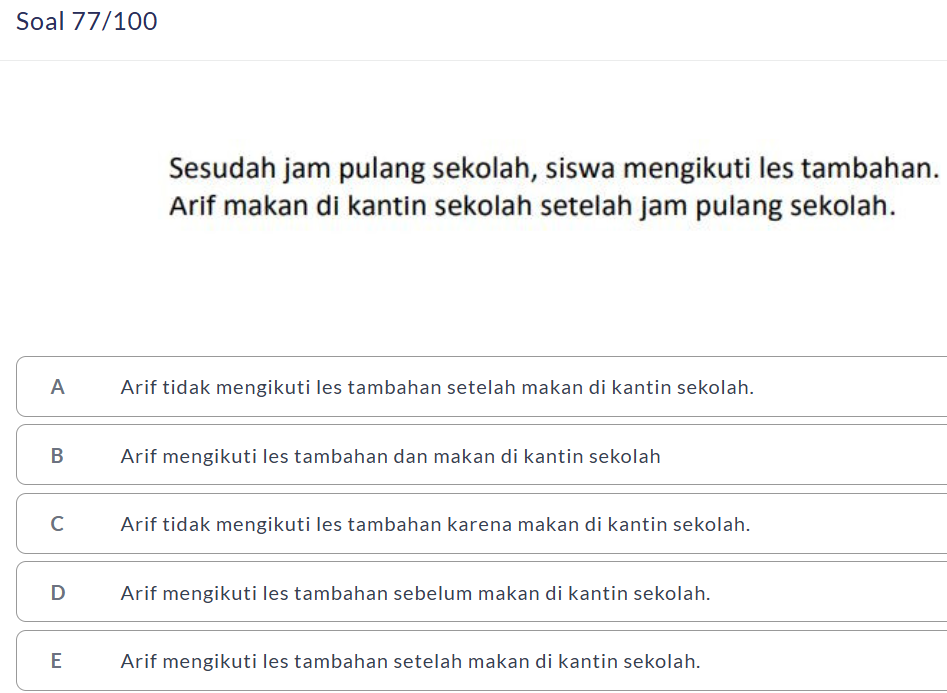 Soal 77/100
Sesudah jam pulang sekolah, siswa mengikuti les tambahan.
Arif makan di kantin sekolah setelah jam pulang sekolah.
A Arif tidak mengikuti les tambahan setelah makan di kantin sekolah.
B Arif mengikuti les tambahan dan makan di kantin sekolah
C Arif tidak mengikuti les tambahan karena makan di kantin sekolah.
D Arif mengikuti les tambahan sebelum makan di kantin sekolah.
E Arif mengikuti les tambahan setelah makan di kantin sekolah.